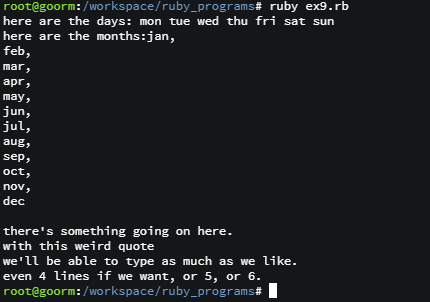 root@goorm:/workspace/ruby_programs# ruby ex9.rb
here are the days: mon tue wed thu fri sat sun
here are the months:jan,
feb,
mar,
apr,
may,
jun,
jul,
aug,
sep,
oct,
nov,
dec
there's something going on here.
with this weird quote
we'll be able to type as much as we like.
even 4 lines if we want, or 5, or 6.
root@goorm:/workspace/ruby_programs#